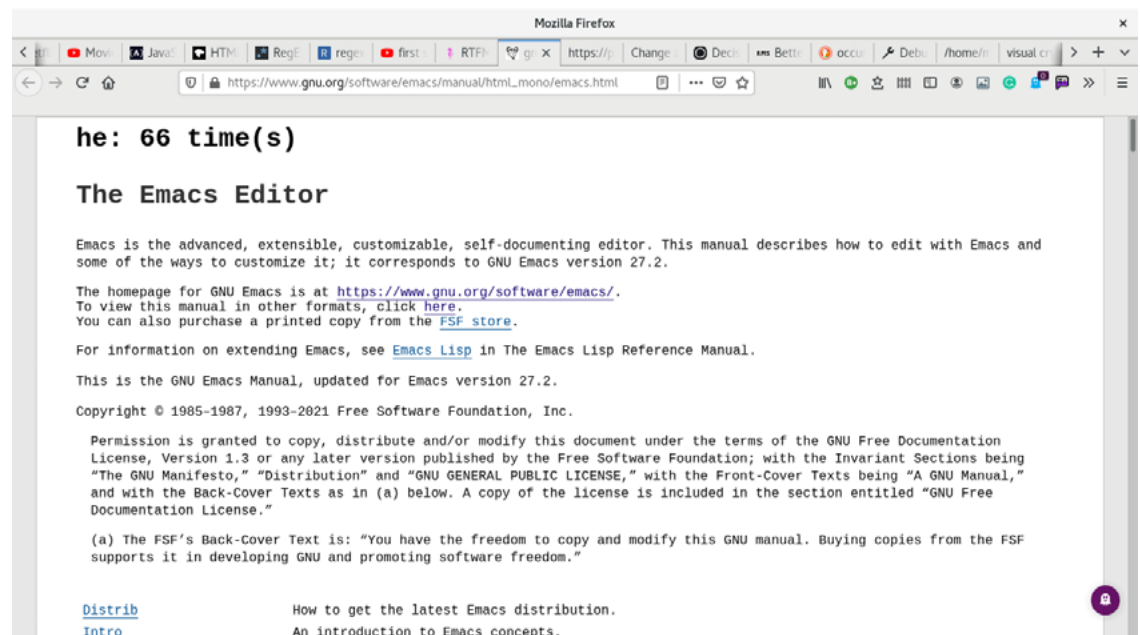 Mozilla Firefox
Movi JavaS HTM RegE reges first s RTFM gn https:// Change Decis Bette occu Debu /home/n visual cr
https://www.gnu.org/software/emacs/manual/html_mono/emacs.html
he: 66 time(s)
The Emacs Editor
Emacs is the advanced, extensible, customizable, self-documenting editor. This manual describes how to edit with Emacs and
some of the ways to customize it; it corresponds to GNU Emacs version 27.2.
The homepage for GNU Emacs is at https://www.gnu.org/software/emacs/.
To view this manual in other formats, click here.
You can also purchase a printed copy from the FSF store.
For information on extending Emacs, see Emacs Lisp in The Emacs Lisp Reference Manual.
This is the GNU Emacs Manual, updated for Emacs version 27.2.
Copyright © 1985–1987, 1993–2021 Free Software Foundation, Inc.
Permission is granted to copy, distribute and/or modify this document under the terms of the GNU Free Documentation
License, Version 1.3 or any later version published by the Free Software Foundation; with the Invariant Sections being
“The GNU Manifesto,” “Distribution” and “GNU GENERAL PUBLIC LICENSE,” with the Front-Cover Texts being “A GNU Manual,”
and with the Back-Cover Texts as in (a) below. A copy of the license is included in the section entitled “GNU Free
Documentation License.”
(a) The FSF’s Back-Cover Text is: “You have the freedom to copy and modify this GNU manual. Buying copies from the FSF
supports it in developing GNU and promoting software freedom.”
Distrib How to get the latest Emacs distribution.
Intro An introduction to Emacs concepts.